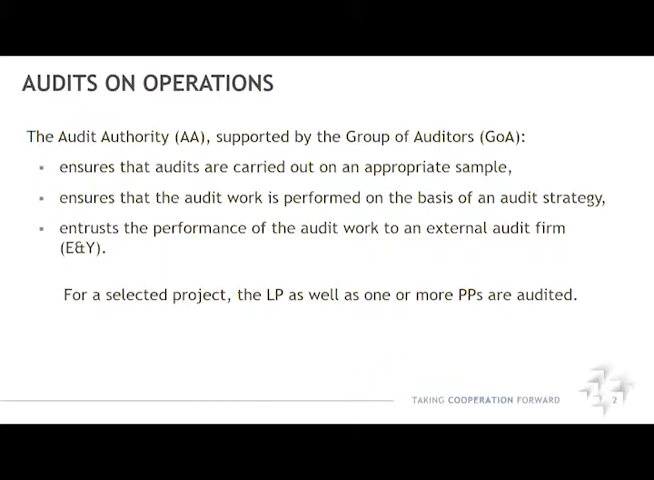 AUDITS ON OPERATIONS
The Audit Authority (AA), supported by the Group of Auditors (GoA):
▪ ensures that audits are carried out on an appropriate sample,
▪ ensures that the audit work is performed on the basis of an audit strategy,
▪ entrusts the performance of the audit work to an external audit firm
(E&Y).
For a selected project, the LP as well as one or more PPs are audited.
TAKING COOPERATION FORWARD
2